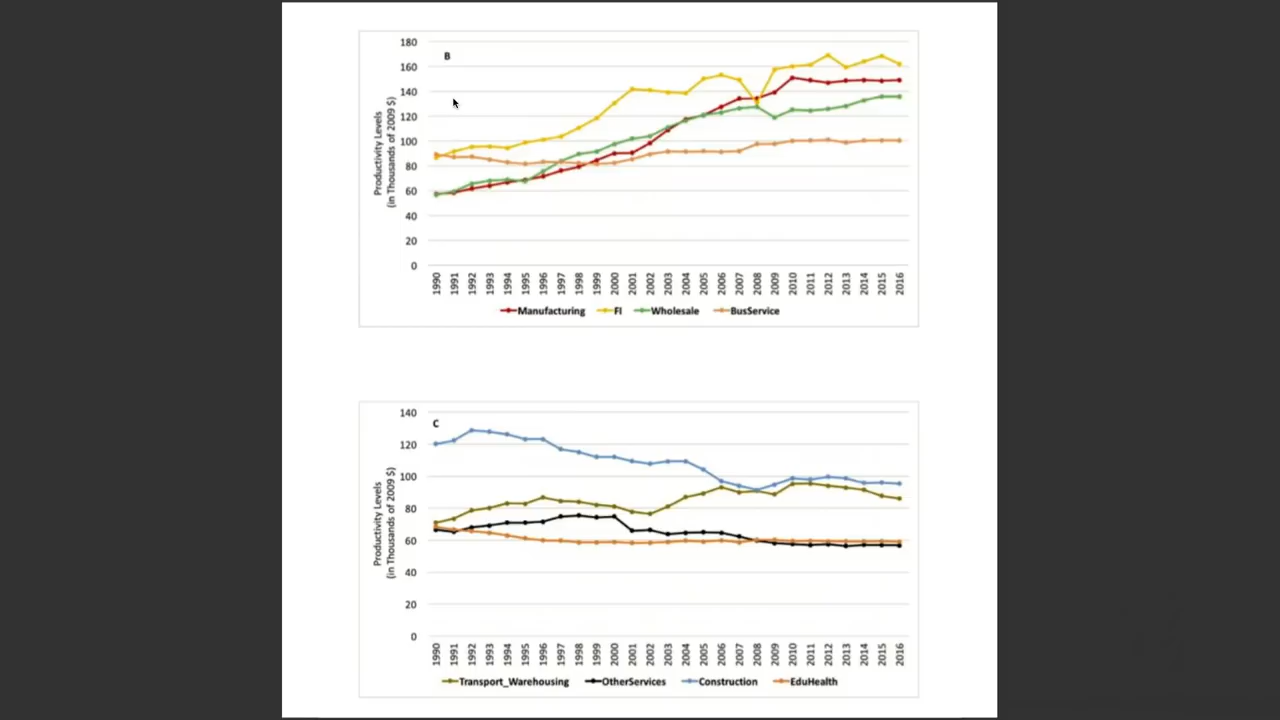 B
Productivity Levels
(in Thousands of 2009 $)
180
160
140
120
100
80
60
40
20
0
1990 1991 1992 1993 1994 1995 1996 1997 1998 1999 2000 2001 2002 2003 2004 2005 2006 2007 2008 2009 2010 2011 2012 2013 2014 2015 2016
Manufacturing FI Wholesale BusService
C
Productivity Levels
(in Thousands of 2009 $)
140
120
100
80
60
40
20
0
1990 1991 1992 1993 1994 1995 1996 1997 1998 1999 2000 2001 2002 2003 2004 2005 2006 2007 2008 2009 2010 2011 2012 2013 2014 2015 2016
Transport_Warehousing OtherServices Construction EduHealth